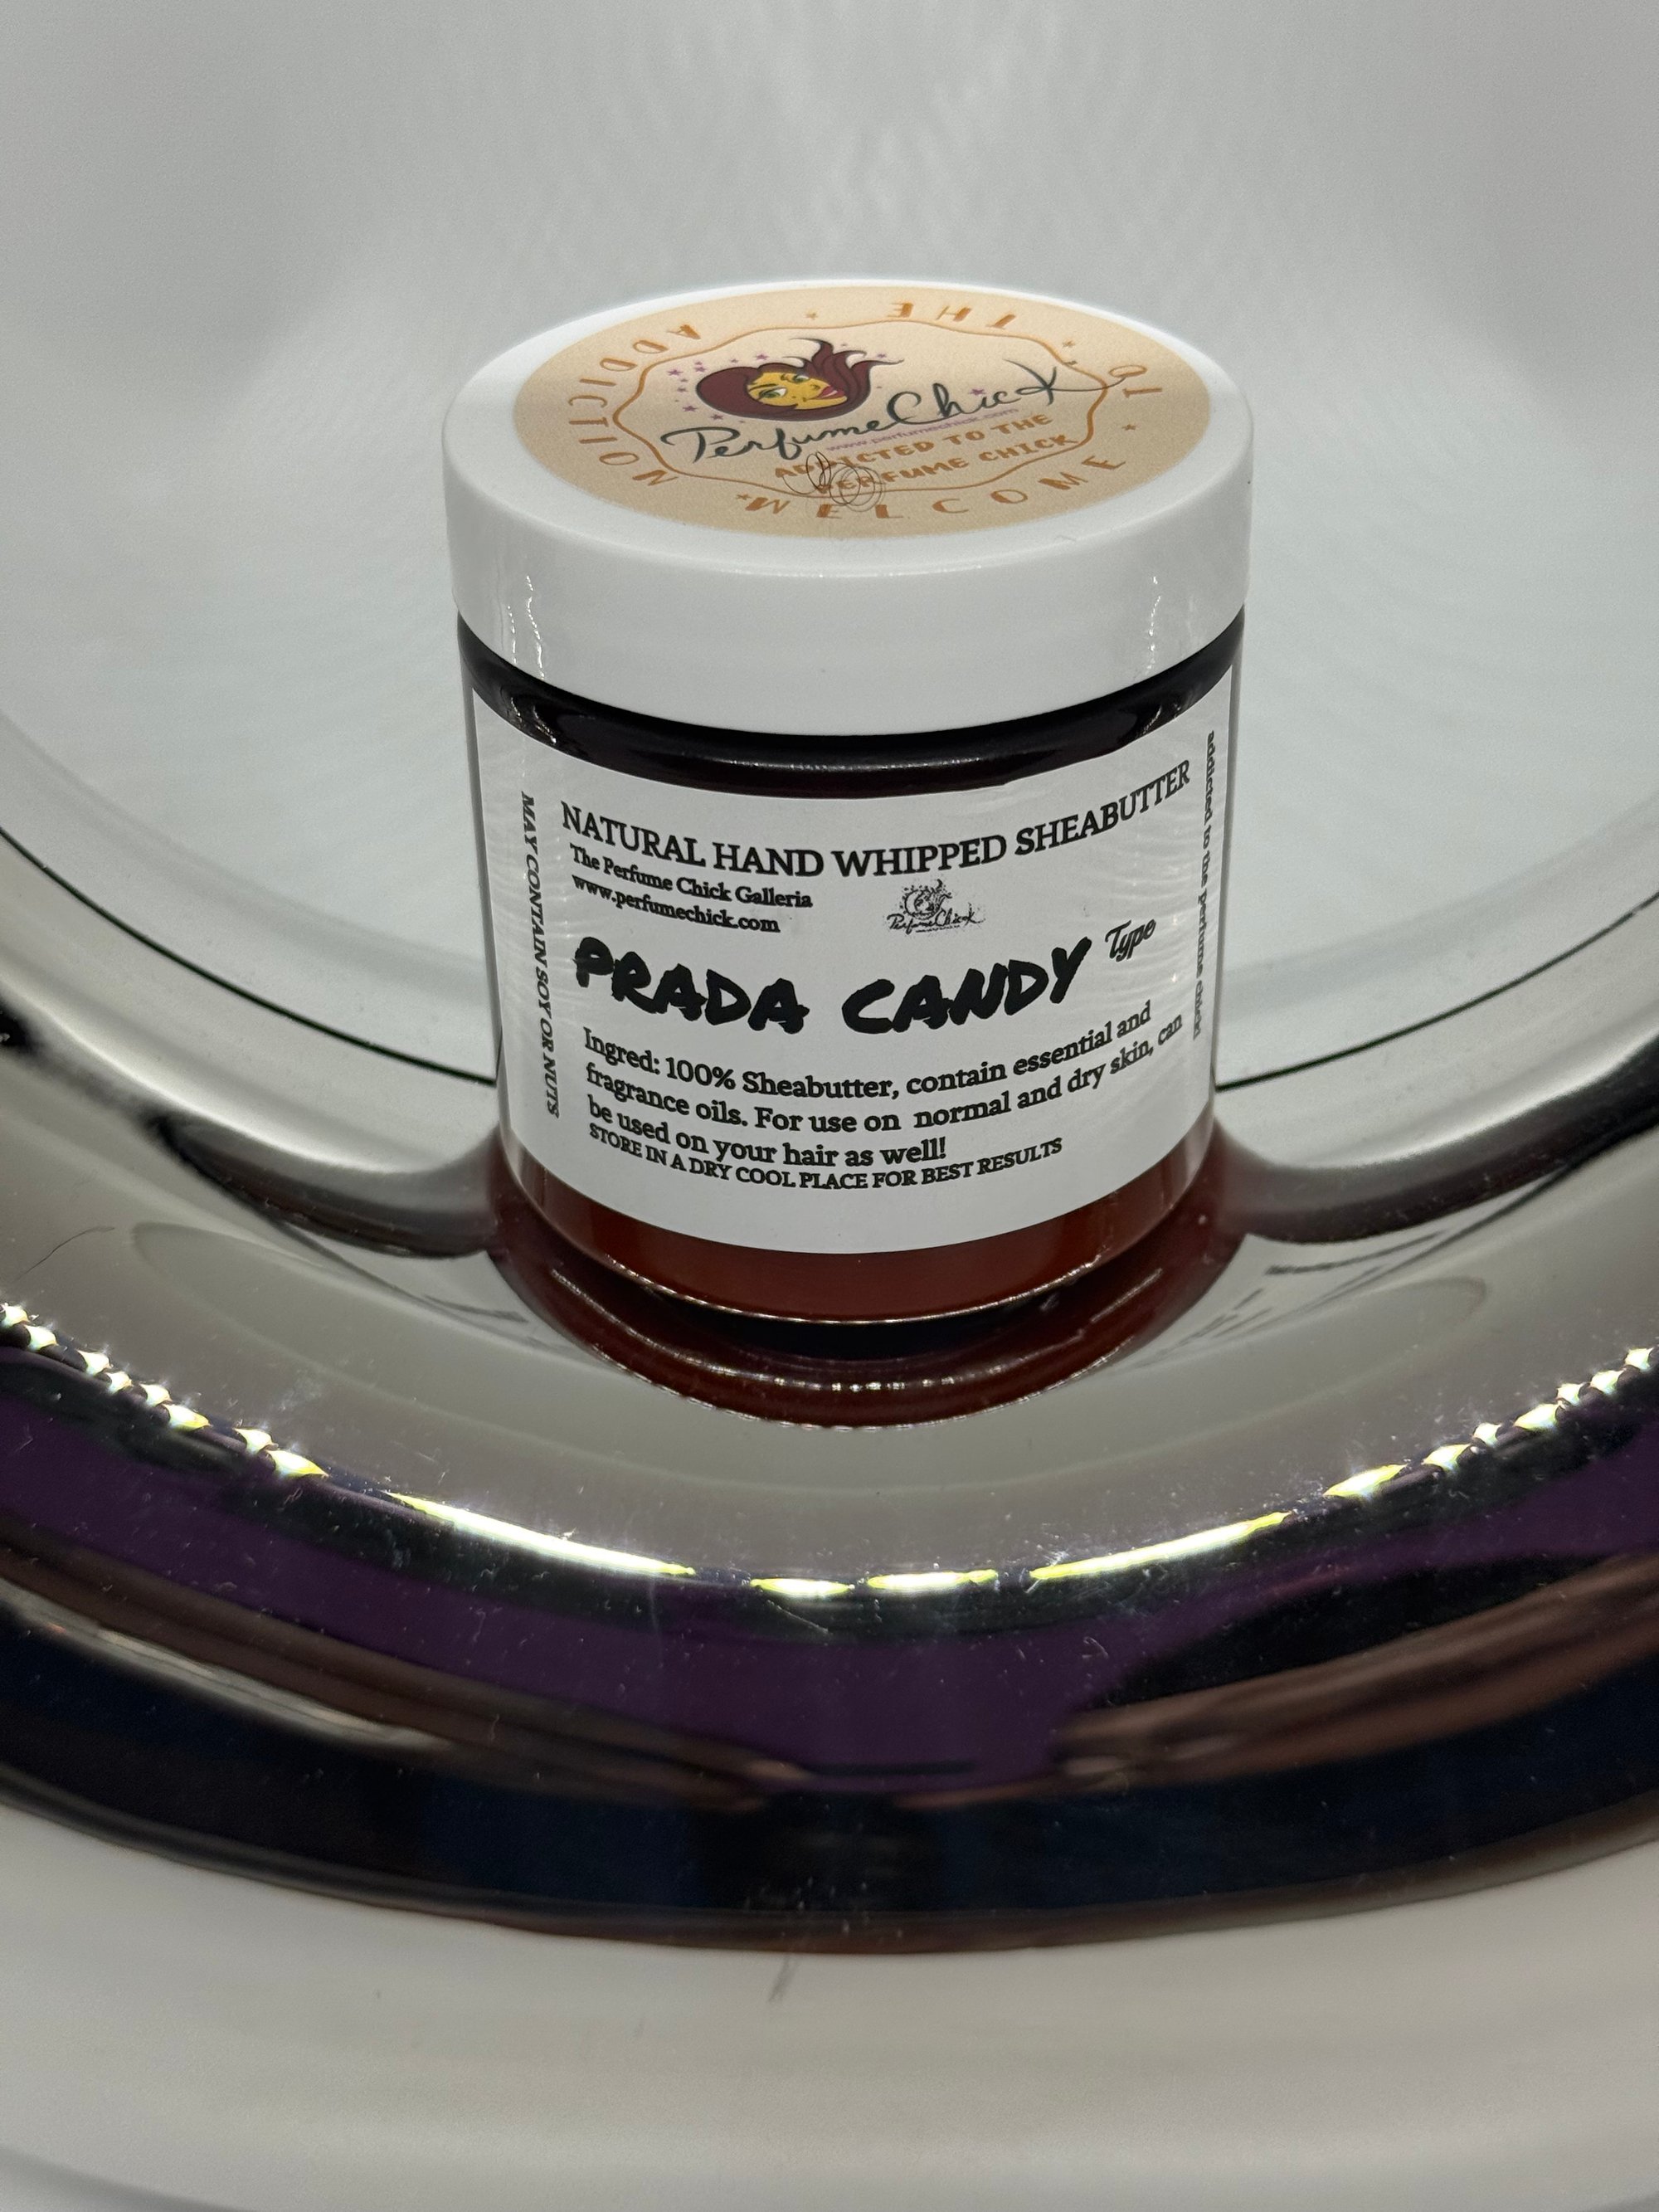 WELCOME * TO * THE * ADDICTION *
PerfumeChick
www.perfumechick.com
ADDICTED TO THE
PERFUME CHICK
NATURAL HAND WHIPPED SHEABUTTER
The Perfume Chick Galleria
www.perfumechick.com
PerfumeChick
PRADA CANDY Type
Ingred: 100% Sheabutter, contain essential and
fragrance oils. For use on normal and dry skin, can
be used on your hair as well!
STORE IN A DRY COOL PLACE FOR BEST RESULTS
MAY CONTAIN SOY OR NUTS
addicted to the perfume chick